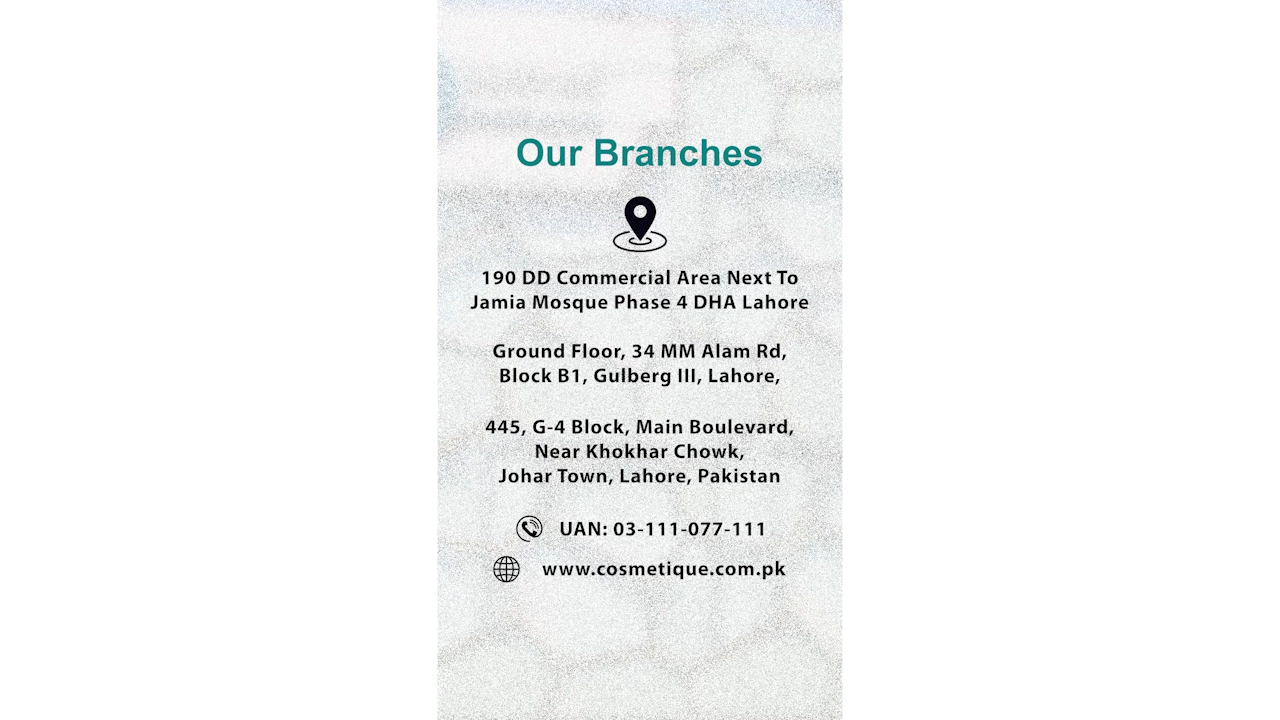 Our Branches
190 DD Commercial Area Next To
Jamia Mosque Phase 4 DHA Lahore
Ground Floor, 34 MM Alam Rd,
Block B1, Gulberg III, Lahore,
445, G-4 Block, Main Boulevard,
Near Khokhar Chowk,
Johar Town, Lahore, Pakistan
UAN: 03-111-077-111
www.cosmetique.com.pk